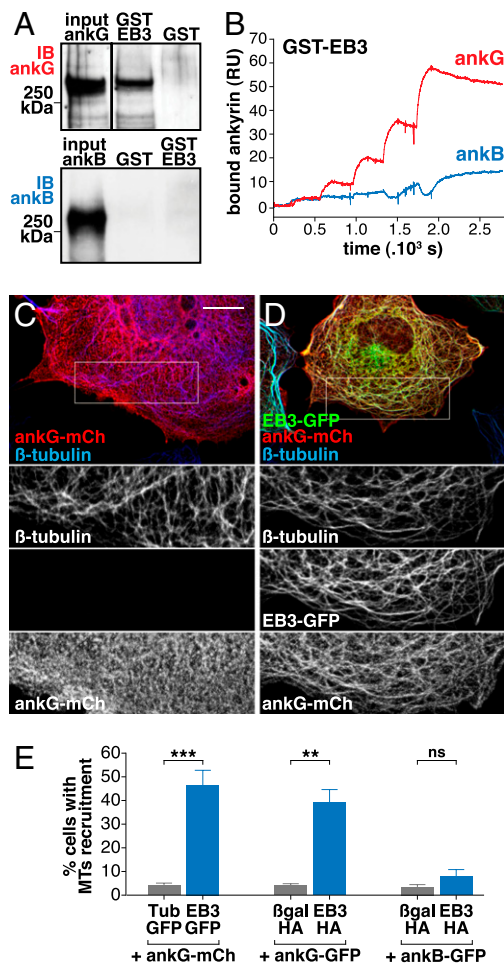 A
input ankG GST EB3 GST
IB ankG
250 kDa
input ankB GST GST EB3
IB ankB
250 kDa
B
GST-EB3
ankG
ankB
bound ankyrin (RU)
60
50
40
30
20
10
0
0 0.5 1.0 1.5 2.0 2.5
time (.10³ s)
C
ankG-mCh
ß-tubulin
ß-tubulin
ankG-mCh
D
EB3-GFP
ankG-mCh
ß-tubulin
ß-tubulin
EB3-GFP
ankG-mCh
E
% cells with
MTs recruitment
60
50
40
30
20
10
0
*** ** ns
Tub GFP EB3 GFP ßgal HA EB3 HA ßgal HA EB3 HA
+ ankG-mCh + ankG-GFP + ankB-GFP